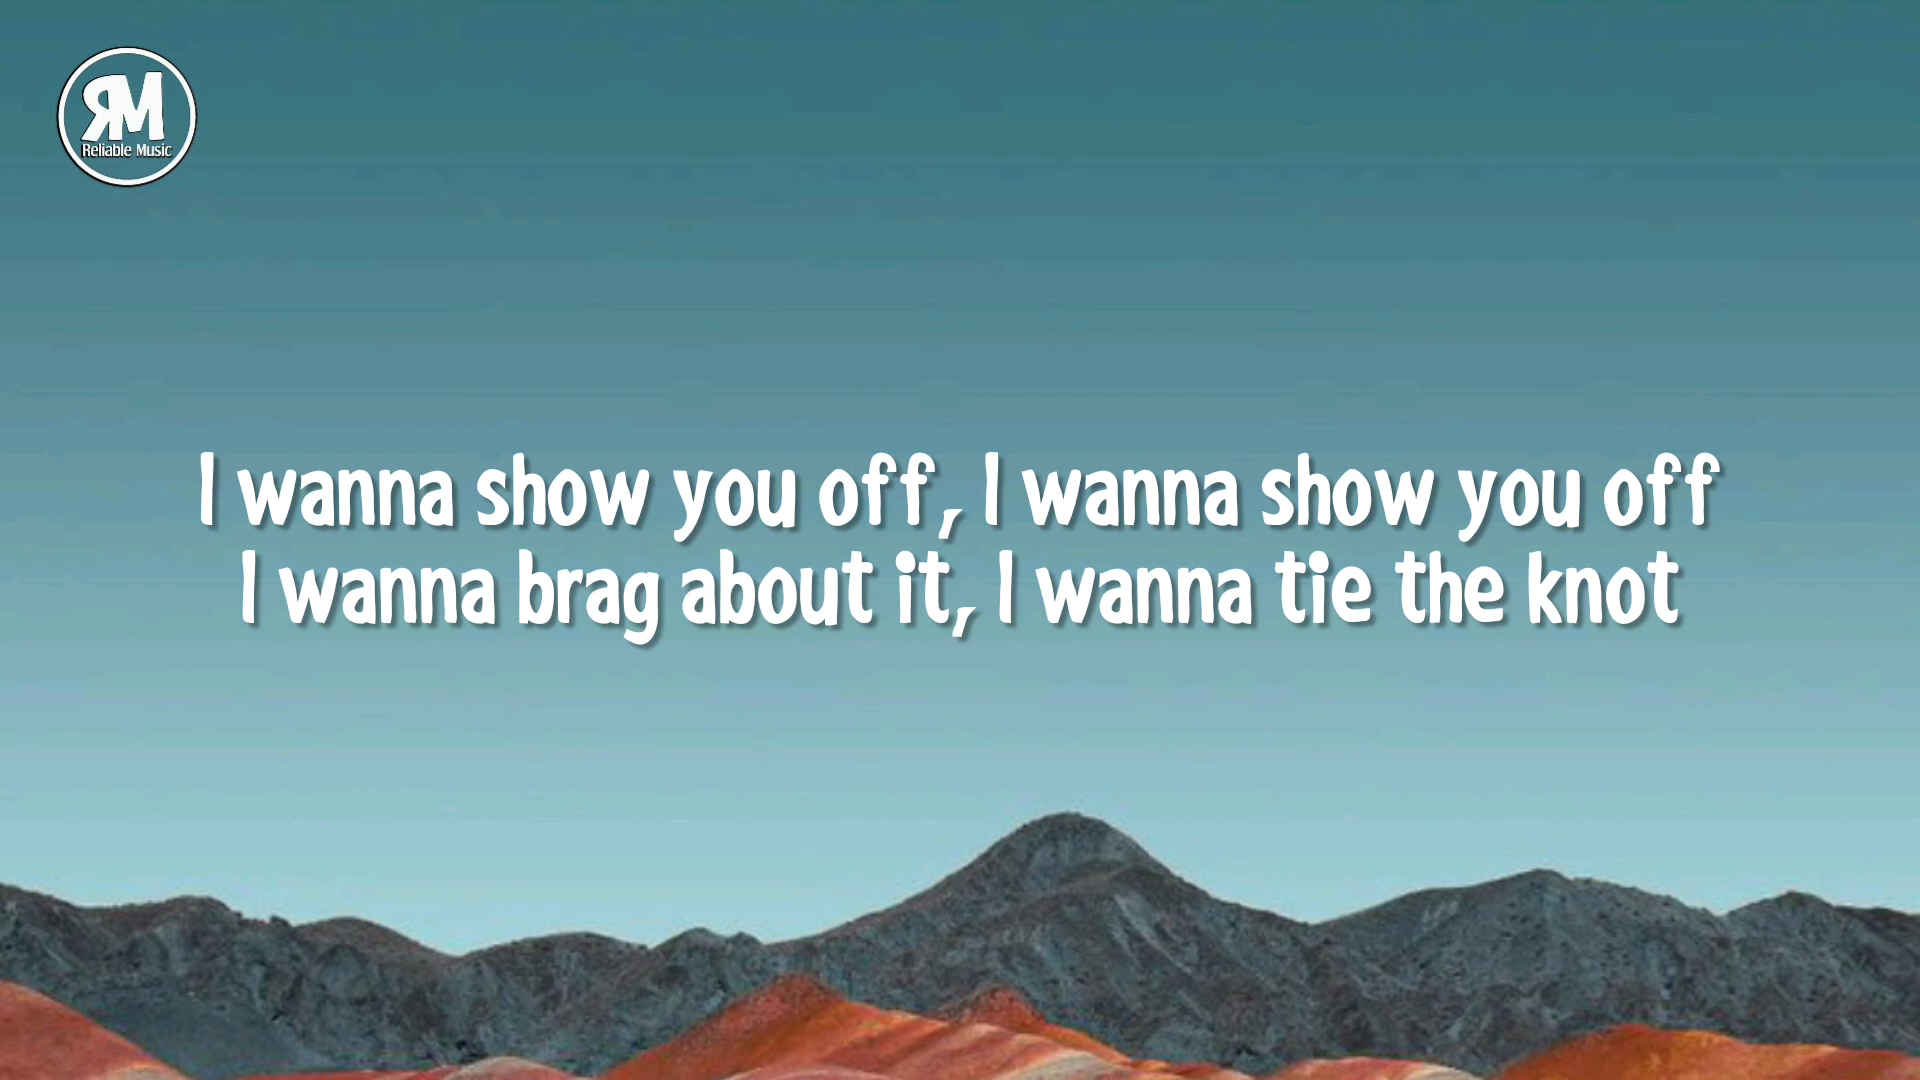 RM
Reliable Music
I wanna show you off, I wanna show you off
I wanna brag about it, I wanna tie the knot